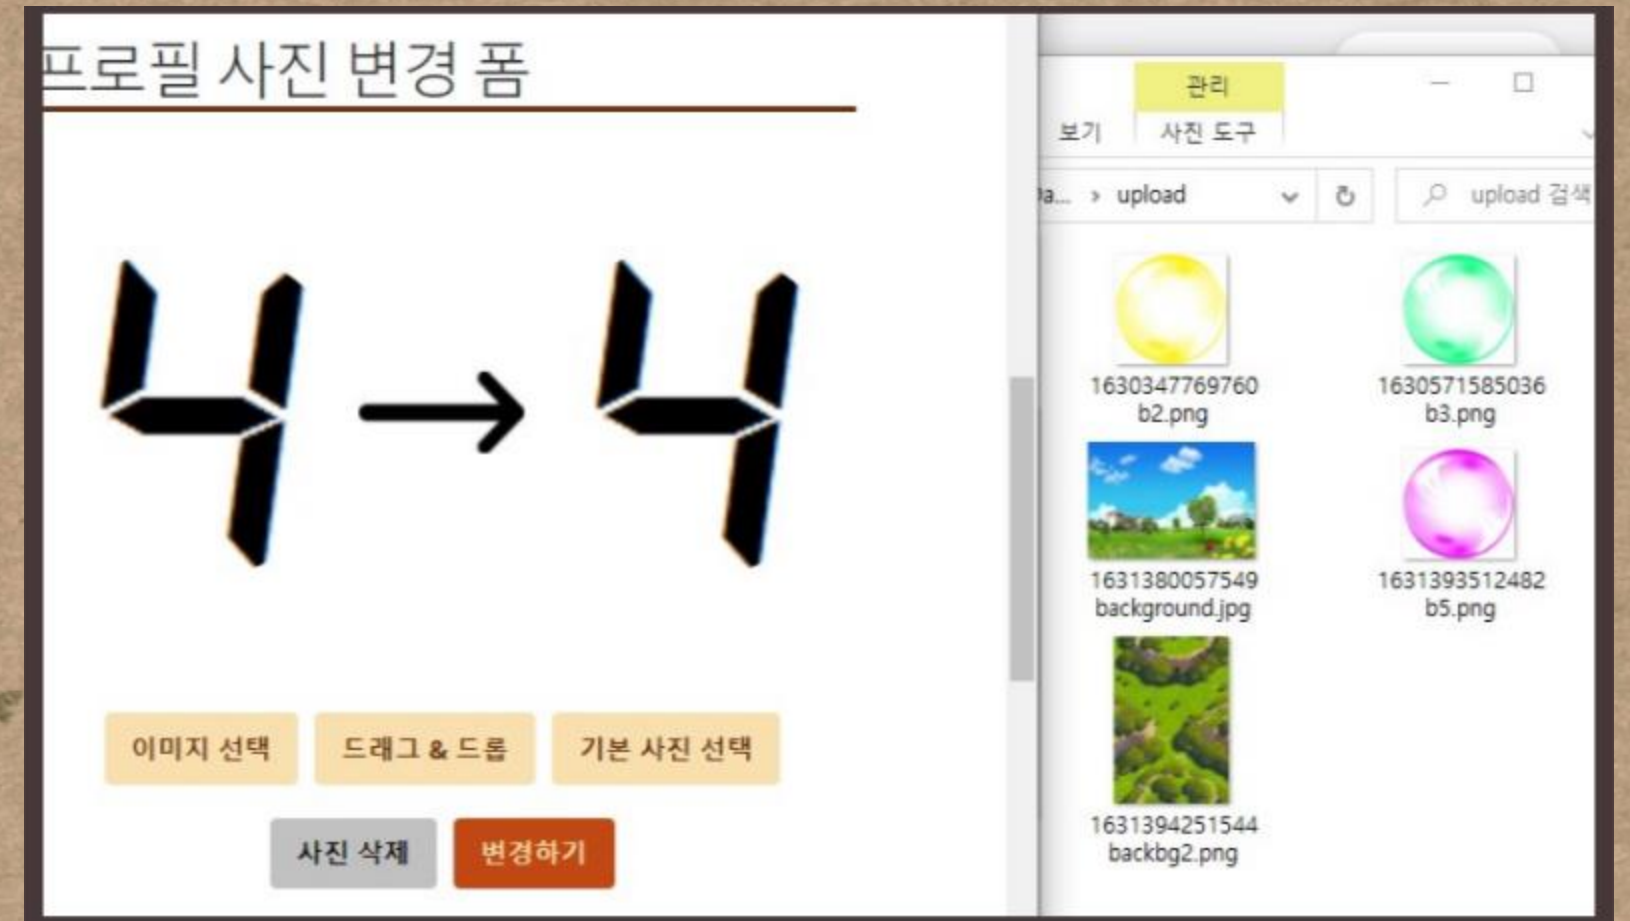 프로필 사진 변경 폼
4 → 4
이미지 선택
드래그 & 드롭
기본 사진 선택
사진 삭제
변경하기
관리
보기
사진 도구
› upload
upload 검색
1630347769760
b2.png
1630571585036
b3.png
1631380057549
background.jpg
1631393512482
b5.png
1631394251544
backbg2.png